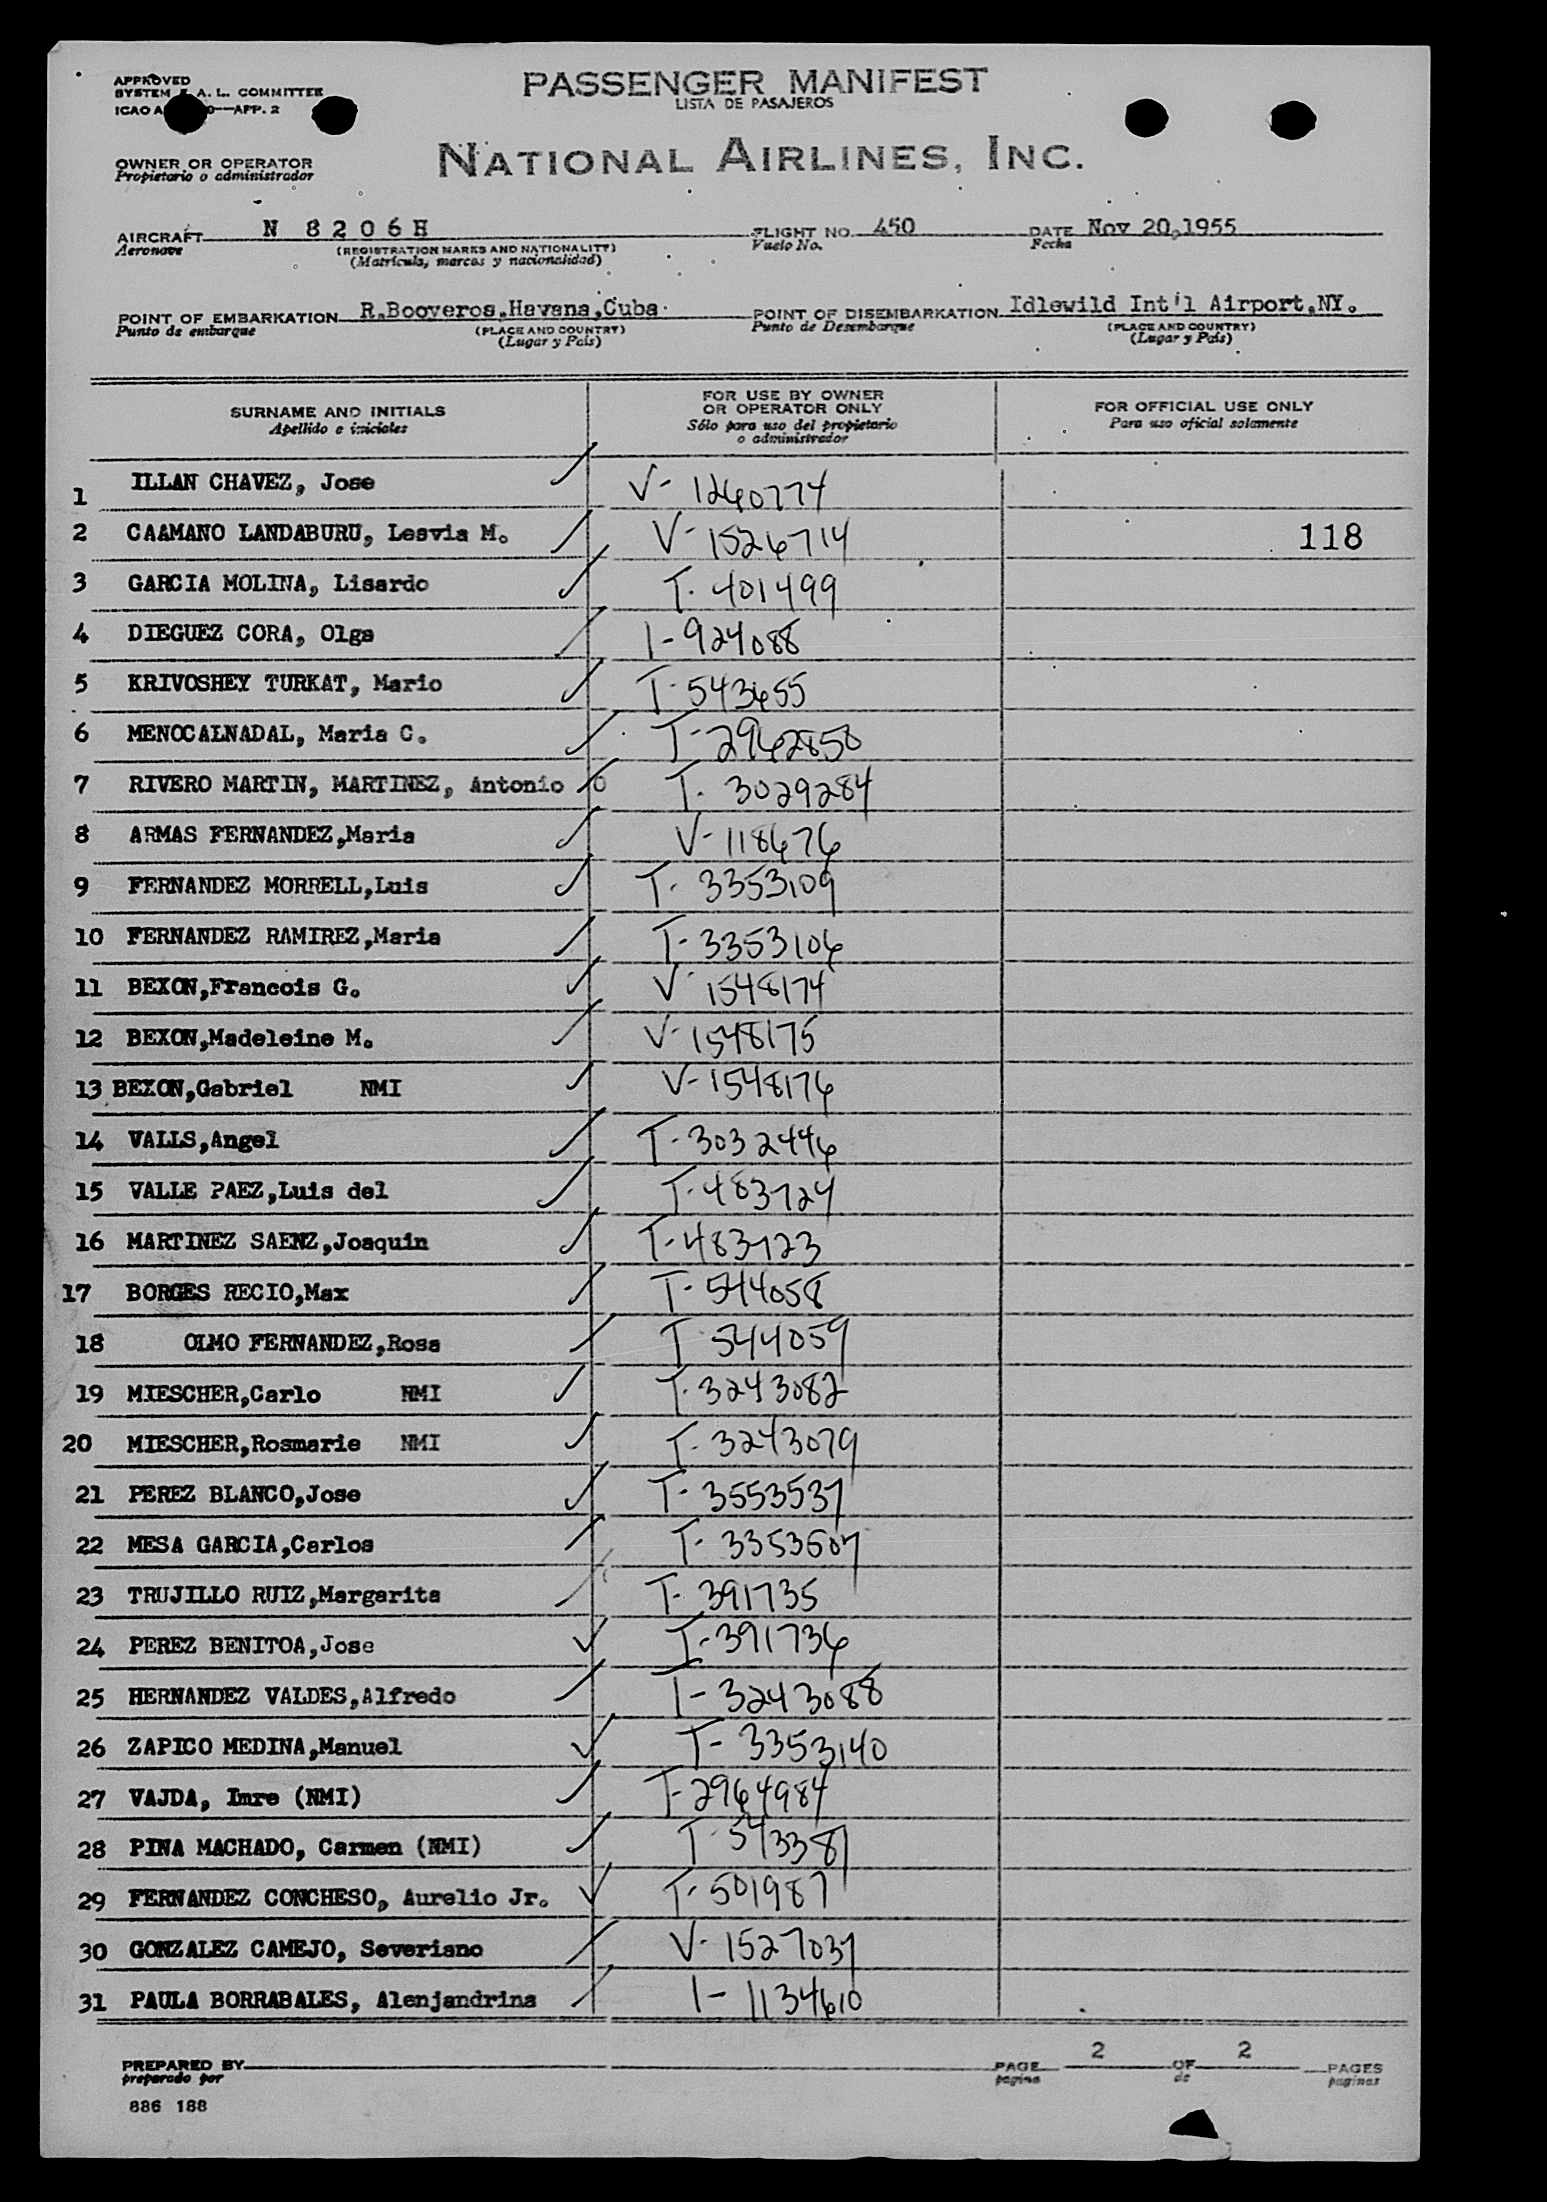 APPROVED
SYSTEM A. L. COMMITTEE
ICAO A 0—APP. 2
PASSENGER MANIFEST
LISTA DE PASAJEROS
NATIONAL AIRLINES, INC.
OWNER OR OPERATOR
Propietario o administrador
AIRCRAFT N 8206H FLIGHT NO. 450 DATE Nov 20,1955
Aeronave (REGISTRATION MARKS AND NATIONALITY) Vuelo No. Fecha
(Matricula, marcas y nacionalidad)
POINT OF EMBARKATION R.Booyeros,Havana,Cuba POINT OF DISEMBARKATION Idlewild Int'l Airport,NY.
Punto de embarque (PLACE AND COUNTRY) Punto de Desembarque (PLACE AND COUNTRY)
(Lugar y País) (Lugar y País)
SURNAME AND INITIALS
Apellido e iniciales
FOR USE BY OWNER
OR OPERATOR ONLY
Sólo para uso del propietario
o administrador
FOR OFFICIAL USE ONLY
Para uso oficial solamente
1 ILLAN CHAVEZ, Jose V- 1260774
2 CAAMANO LANDABURU, Lesvia M. V- 1526714 118
3 GARCIA MOLINA, Lisardo T- 401499
4 DIEGUEZ CORA, Olga I-924088
5 KRIVOSHEY TURKAT, Mario T-543655
6 MENOCALNADAL, Maria C. T-2962858
7 RIVERO MARTIN, MARTINEZ, Antonio O T- 3029284
8 ARMAS FERNANDEZ,Maria V-118676
9 FERNANDEZ MORRELL,Luis T- 3353109
10 FERNANDEZ RAMIREZ,Maria T-3353106
11 BEXON,Francois G. V-1548174
12 BEXON,Madeleine M. V-1548175
13 BEXON,Gabriel NMI V-1548176
14 VALLS,Angel T-3032446
15 VALLE PAEZ,Luis del T-483724
16 MARTINEZ SAENZ,Joaquin T-483723
17 BORGES RECIO,Max T-544058
18 OLMO FERNANDEZ,Rosa T 544059
19 MIESCHER,Carlo NMI T-3243082
20 MIESCHER,Rosmarie NMI T-3243079
21 PEREZ BLANCO,Jose T-3553537
22 MESA GARCIA,Carlos T-3353507
23 TRUJILLO RUIZ,Margarita T-391735
24 PEREZ BENITOA,Jose T-391736
25 HERNANDEZ VALDES,Alfredo T-3243088
26 ZAPICO MEDINA,Manuel T-3353140
27 VAJDA, Imre (NMI) T-2964984
28 PINA MACHADO, Carmen (NMI) T-543387
29 FERNANDEZ CONCHESO, Aurelio Jr. T-501987
30 GONZALEZ CAMEJO, Severiano V-1527037
31 PAULA BORRABALES, Alenjandrina I-1134610
PREPARED BY PAGE 2 OF 2 PAGES
preparado por pagina de paginas
886 188